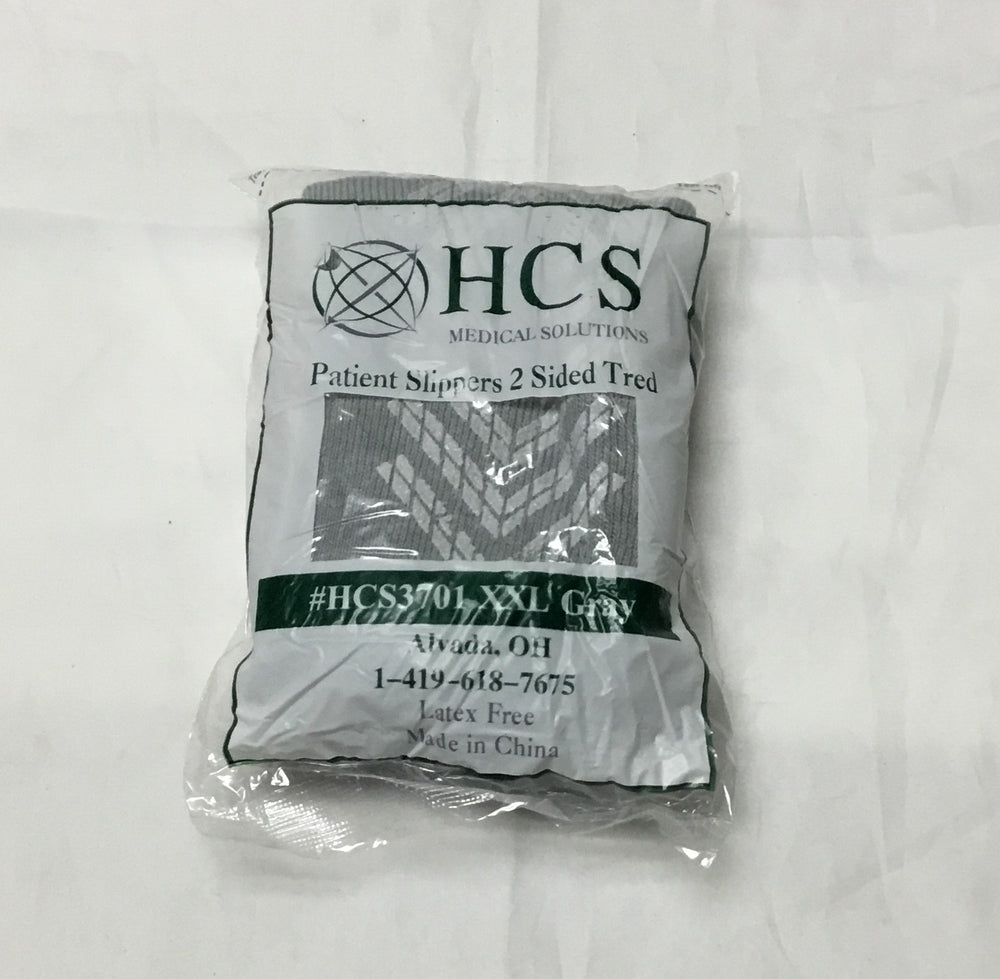 HCS
MEDICAL SOLUTIONS
Patient Slippers 2 Sided Tred
#HCS3701 XXL Gray
Alvada, OH
1-419-618-7675
Latex Free
Made in China